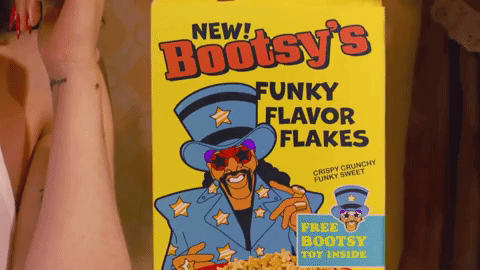 NEW!
Bootsy's
FUNKY
FLAVOR
FLAKES
CRISPY CRUNCHY
FUNKY SWEET
FREE
BOOTSY
TOY INSIDE